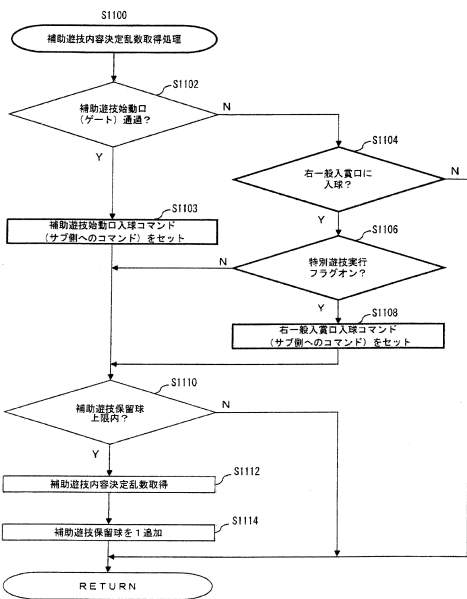 S1100
補助遊技内容決定乱数取得処理
S1102
補助遊技始動口
（ゲート）通過？
N
Y
S1104
右一般入賞口に
入球？
N
Y
S1103
補助遊技始動口入球コマンド
（サブ側へのコマンド）をセット
S1106
特別遊技実行
フラグオン？
N
Y
S1108
右一般入賞口入球コマンド
（サブ側へのコマンド）をセット
S1110
補助遊技保留球
上限内？
N
Y
S1112
補助遊技内容決定乱数取得
S1114
補助遊技保留球を１追加
RETURN